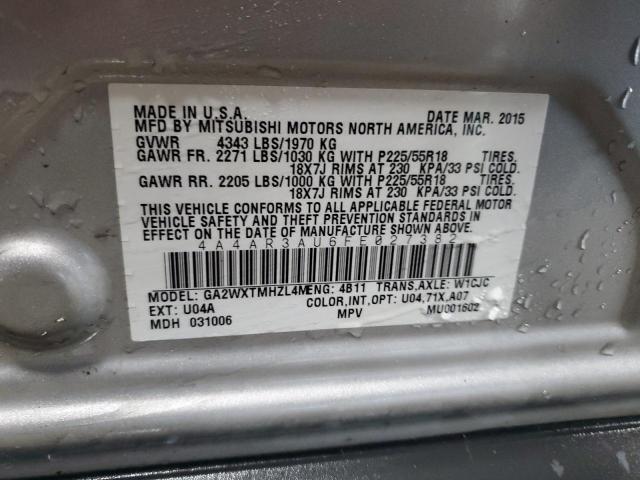 MADE IN U.S.A. DATE MAR. 2015
MFD BY MITSUBISHI MOTORS NORTH AMERICA, INC.
GVWR 4343 LBS/1970 KG
GAWR FR. 2271 LBS/1030 KG WITH P225/55R18 TIRES,
18X7J RIMS AT 230 KPA/33 PSI COLD.
GAWR RR. 2205 LBS/1000 KG WITH P225/55R18 TIRES,
18X7J RIMS AT 230 KPA/33 PSI COLD.
THIS VEHICLE CONFORMS TO ALL APPLICABLE FEDERAL MOTOR
VEHICLE SAFETY AND THEFT PREVENTION STANDARDS IN
EFFECT ON THE DATE OF MANUFACTURE SHOWN ABOVE.
4A4AR3AU6FE027382
MODEL: GA2WXTMHZL4M ENG: 4B11 TRANS,AXLE: W1CJC
EXT: U04A COLOR,INT,OPT: U04,71X,A07
MDH 031006 MPV MU001602